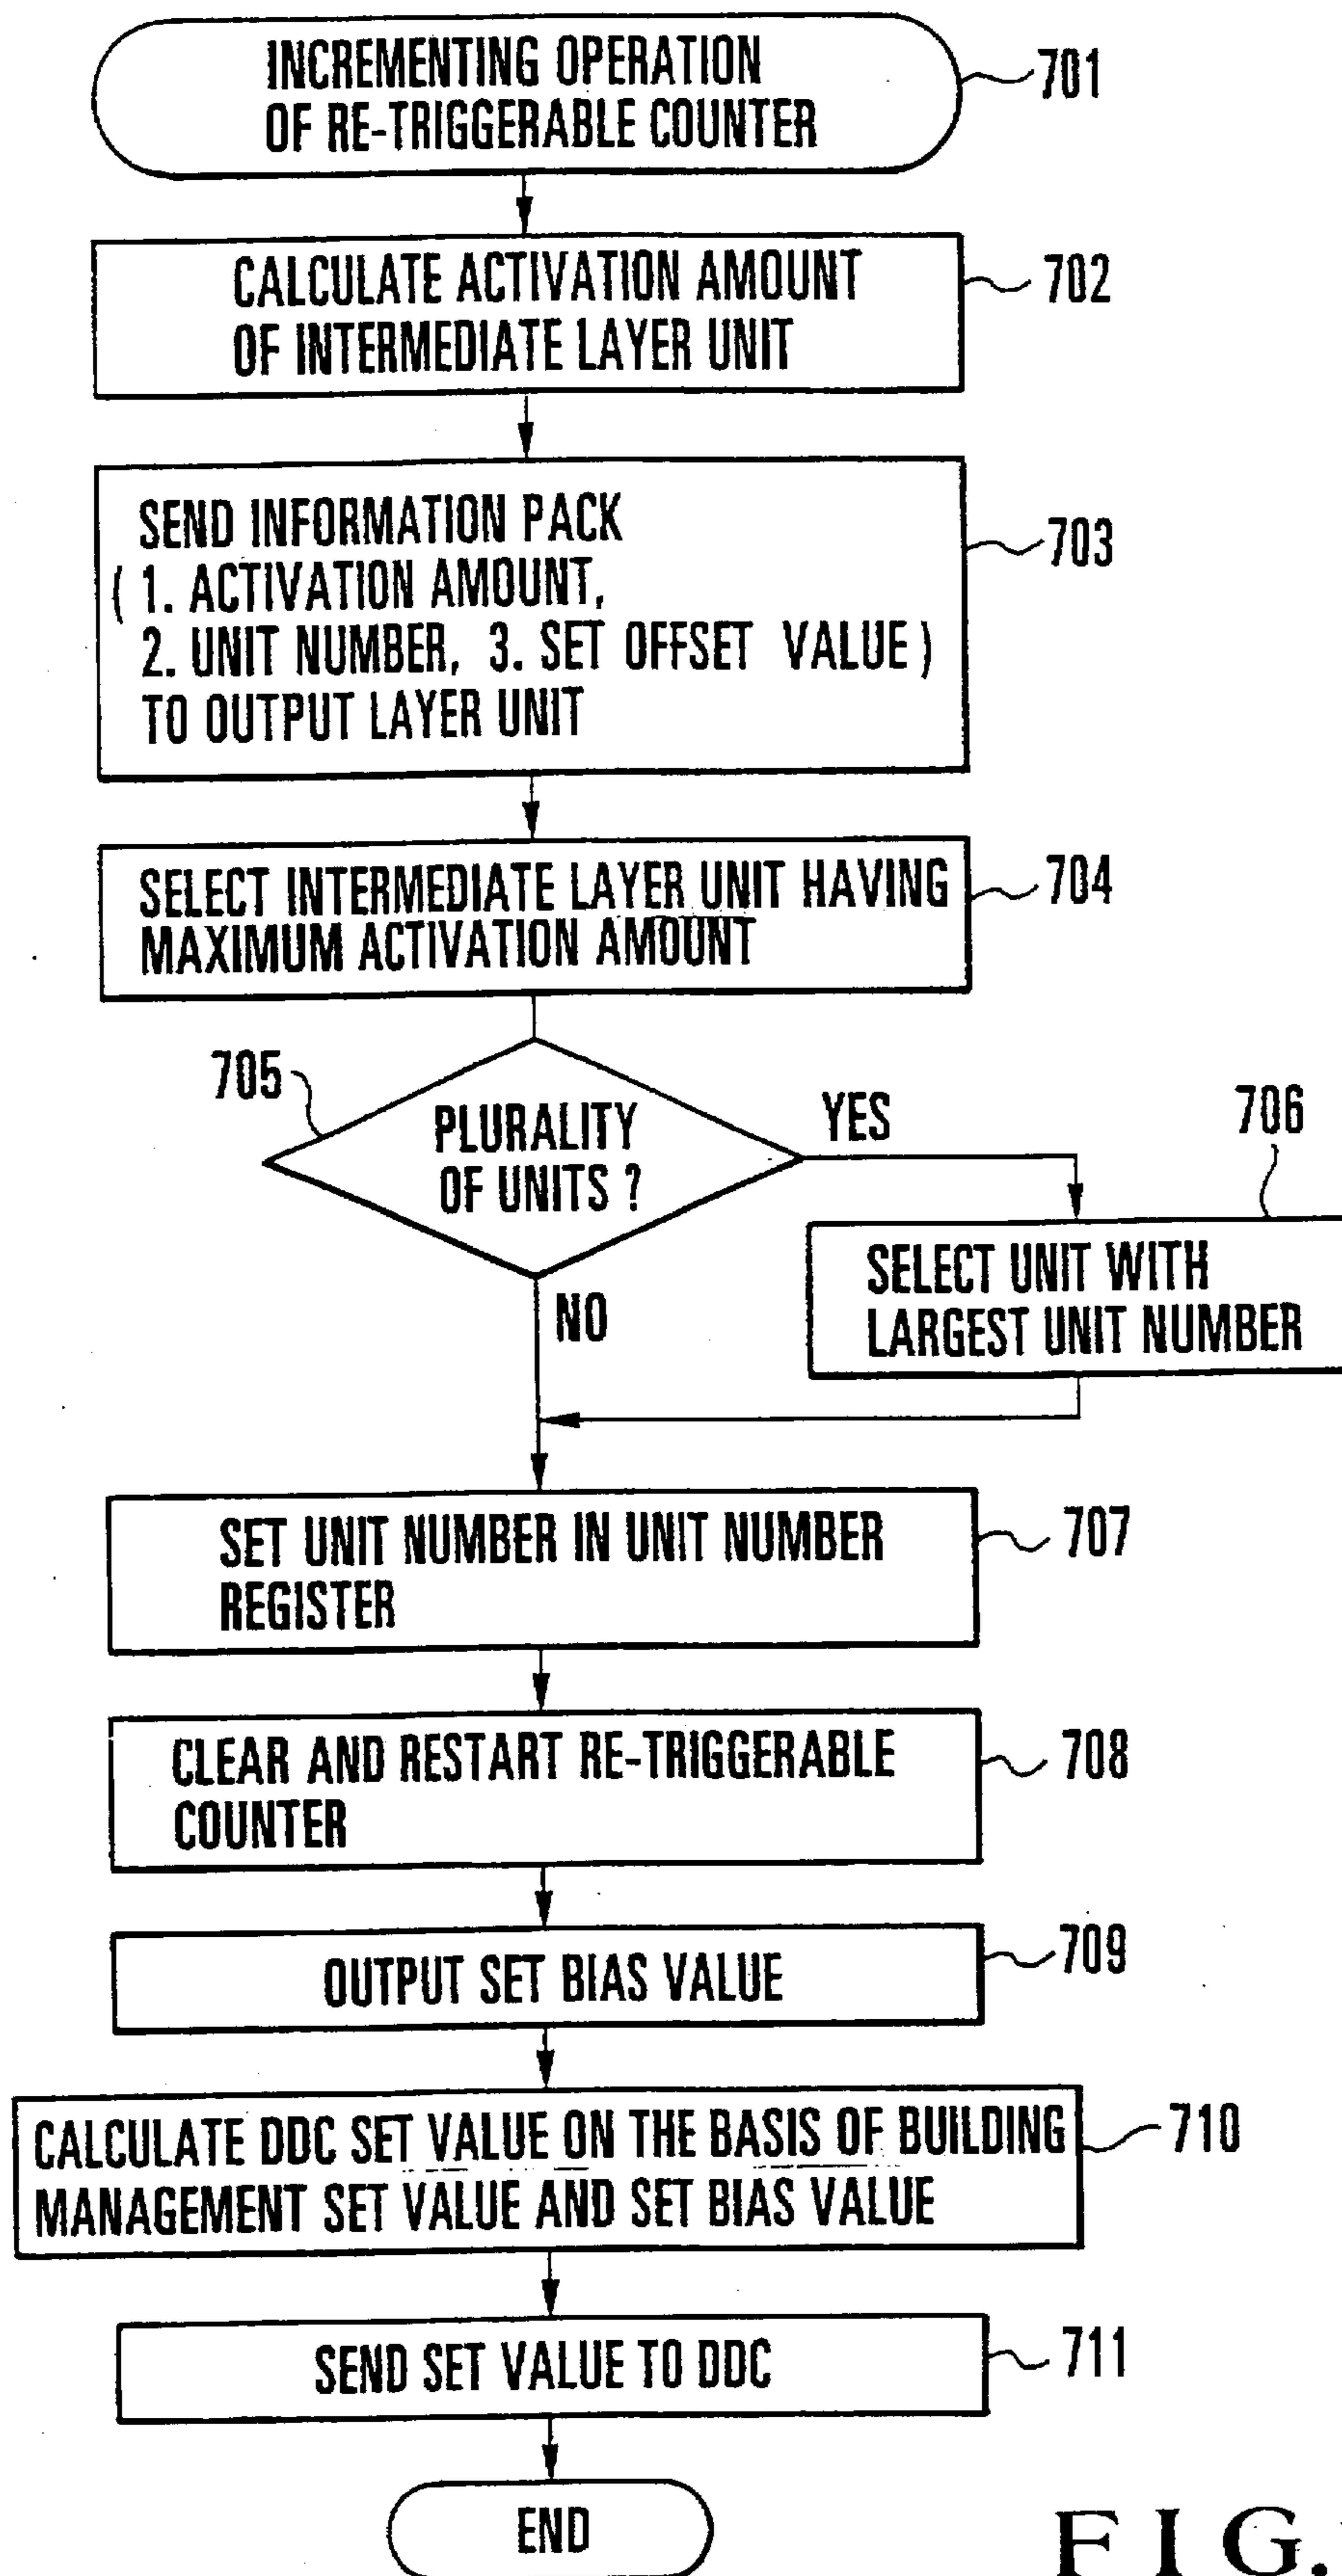 INCREMENTING OPERATION
OF RE-TRIGGERABLE COUNTER
701
CALCULATE ACTIVATION AMOUNT
OF INTERMEDIATE LAYER UNIT
702
SEND INFORMATION PACK
( 1. ACTIVATION AMOUNT,
2. UNIT NUMBER, 3. SET OFFSET VALUE )
TO OUTPUT LAYER UNIT
703
SELECT INTERMEDIATE LAYER UNIT HAVING
MAXIMUM ACTIVATION AMOUNT
704
705
PLURALITY
OF UNITS ?
YES
706
SELECT UNIT WITH
LARGEST UNIT NUMBER
NO
SET UNIT NUMBER IN UNIT NUMBER
REGISTER
707
CLEAR AND RESTART RE-TRIGGERABLE
COUNTER
708
OUTPUT SET BIAS VALUE
709
CALCULATE DDC SET VALUE ON THE BASIS OF BUILDING
MANAGEMENT SET VALUE AND SET BIAS VALUE
710
SEND SET VALUE TO DDC
711
END
FIG.